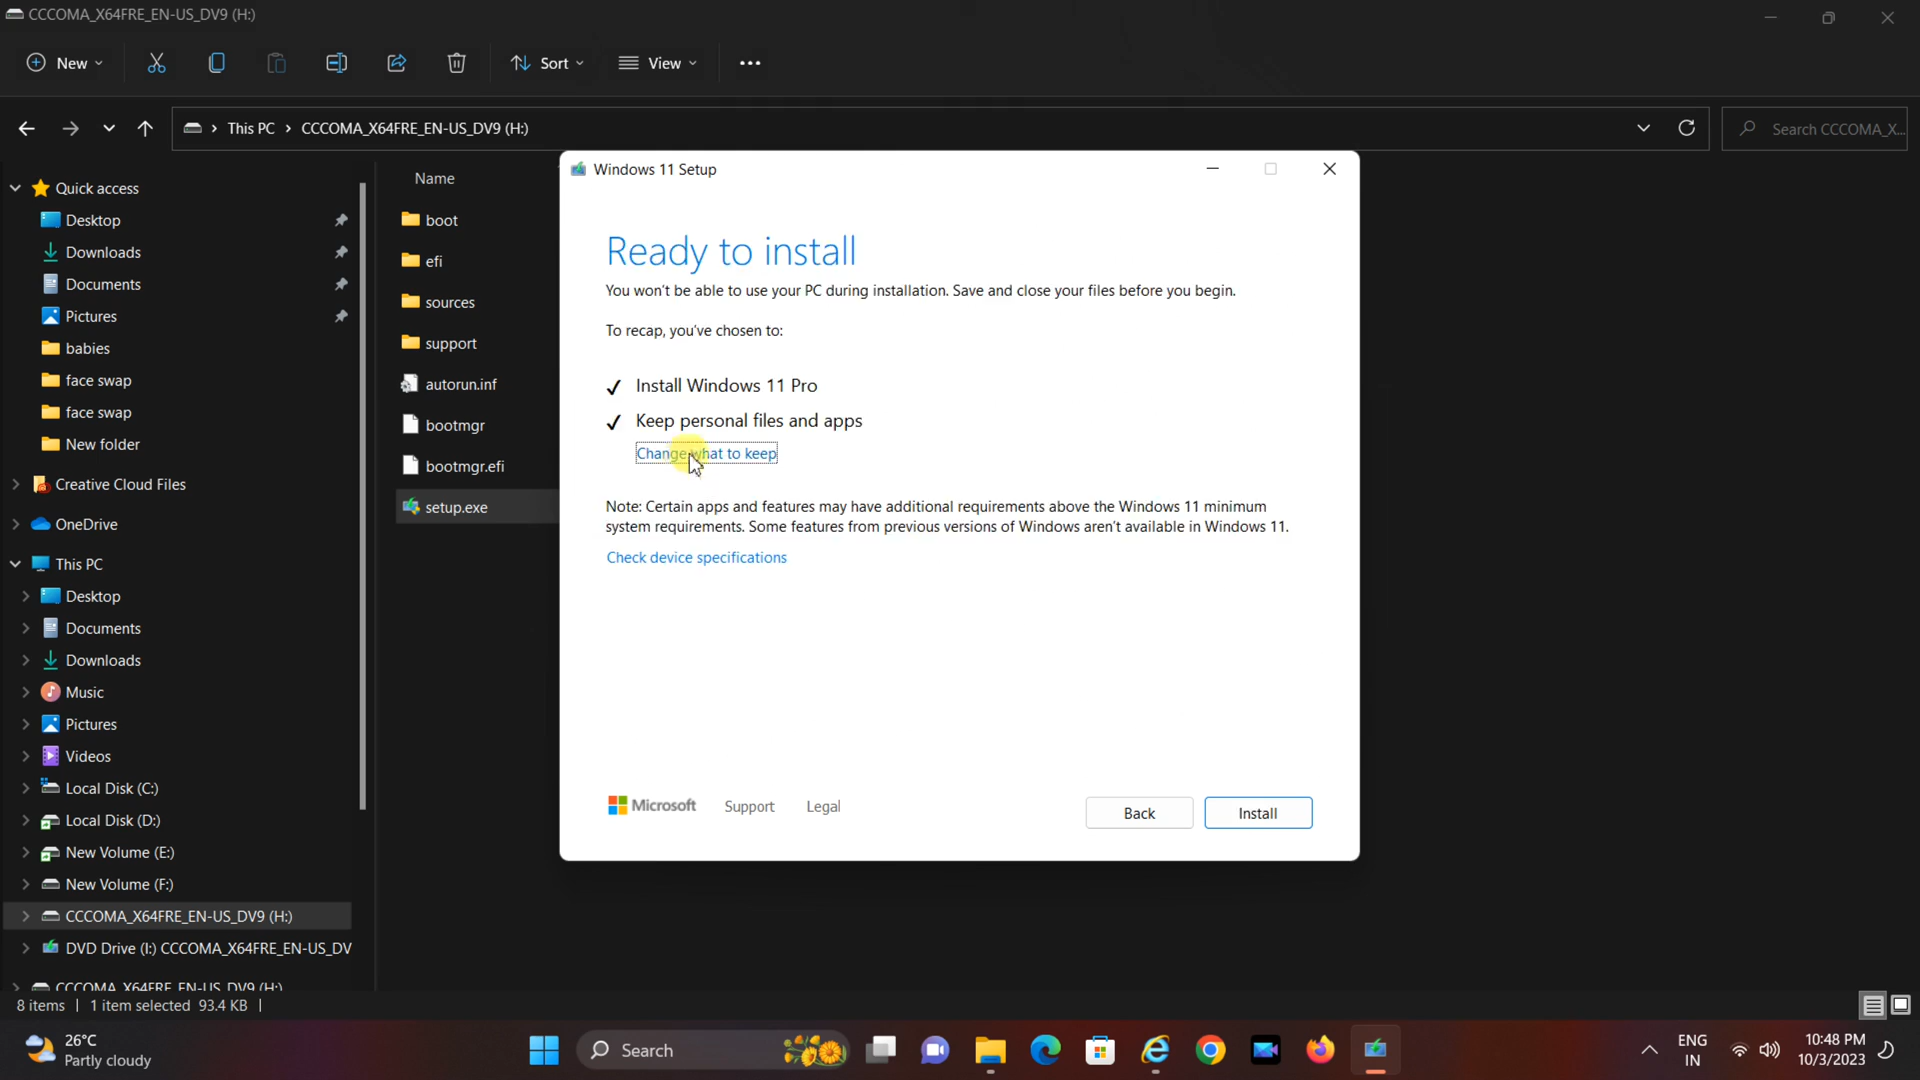 CCCOMA_X64FRE_EN-US_DV9 (H:)
New
Sort
View
This PC > CCCOMA_X64FRE_EN-US_DV9 (H:)
Search CCCOMA_X...
Quick access
Desktop
Downloads
Documents
Pictures
babies
face swap
face swap
New folder
Creative Cloud Files
OneDrive
This PC
Desktop
Documents
Downloads
Music
Pictures
Videos
Local Disk (C:)
Local Disk (D:)
New Volume (E:)
New Volume (F:)
CCCOMA_X64FRE_EN-US_DV9 (H:)
DVD Drive (I:) CCCOMA_X64FRE_EN-US_DV
CCCOMA_X64FRE_EN-US_DV9 (H:)
Name
boot
efi
sources
support
autorun.inf
bootmgr
bootmgr.efi
setup.exe
Windows 11 Setup
Ready to install
You won't be able to use your PC during installation. Save and close your files before you begin.
To recap, you've chosen to:
Install Windows 11 Pro
Keep personal files and apps
Change what to keep
Note: Certain apps and features may have additional requirements above the Windows 11 minimum
system requirements. Some features from previous versions of Windows aren't available in Windows 11.
Check device specifications
Microsoft
Support
Legal
Back
Install
8 items
1 item selected 93.4 KB
26°C
Partly cloudy
Search
ENG
IN
10:48 PM
10/3/2023